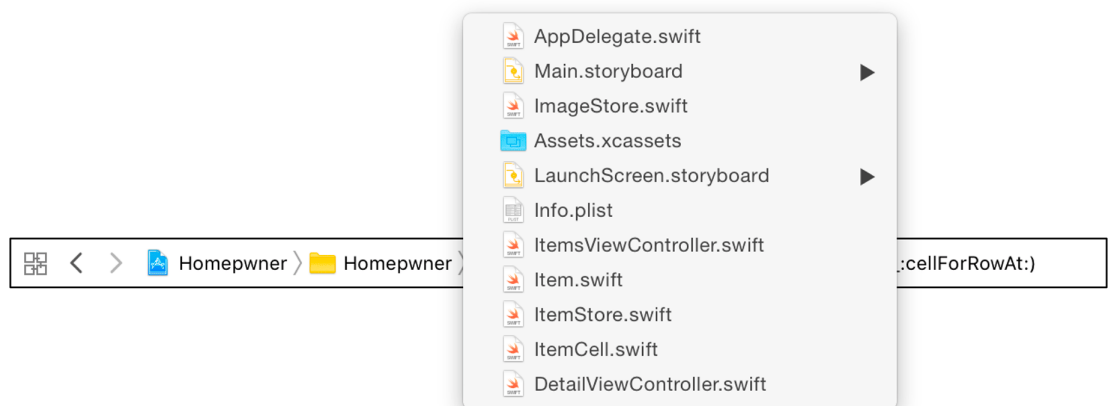 AppDelegate.swift
Main.storyboard
ImageStore.swift
Assets.xcassets
LaunchScreen.storyboard
Info.plist
ItemsViewController.swift
Homepwner Homepwner _:cellForRowAt:)
Item.swift
ItemStore.swift
ItemCell.swift
DetailViewController.swift